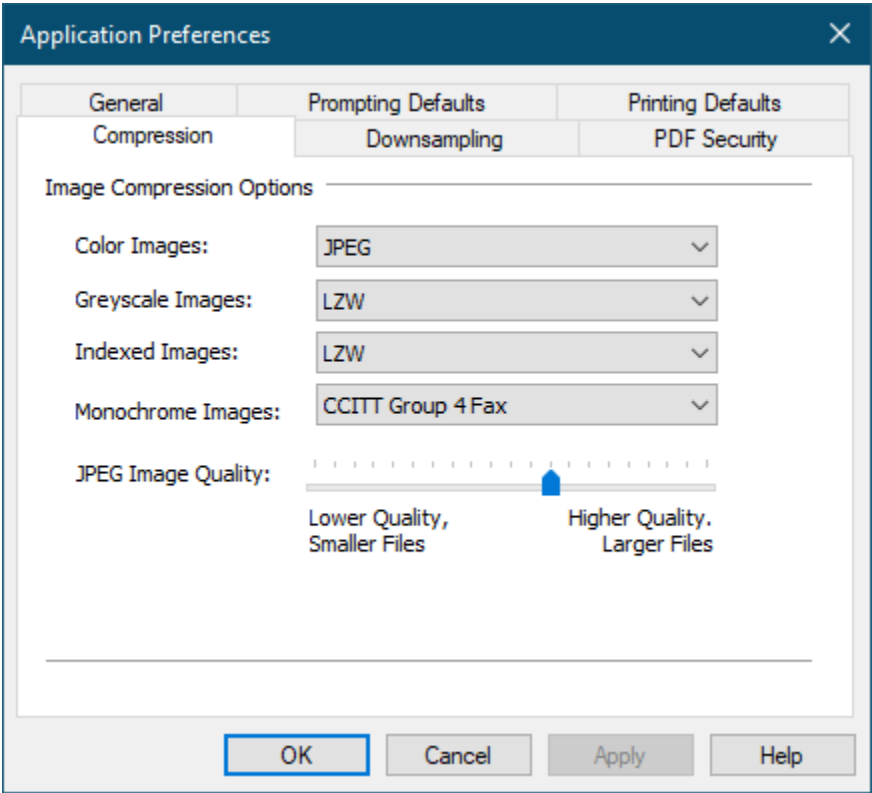 Application Preferences
General Prompting Defaults Printing Defaults
Compression Downsampling PDF Security
Image Compression Options
Color Images: JPEG
Greyscale Images: LZW
Indexed Images: LZW
Monochrome Images: CCITT Group 4 Fax
JPEG Image Quality:
Lower Quality, Higher Quality.
Smaller Files Larger Files
OK Cancel Apply Help